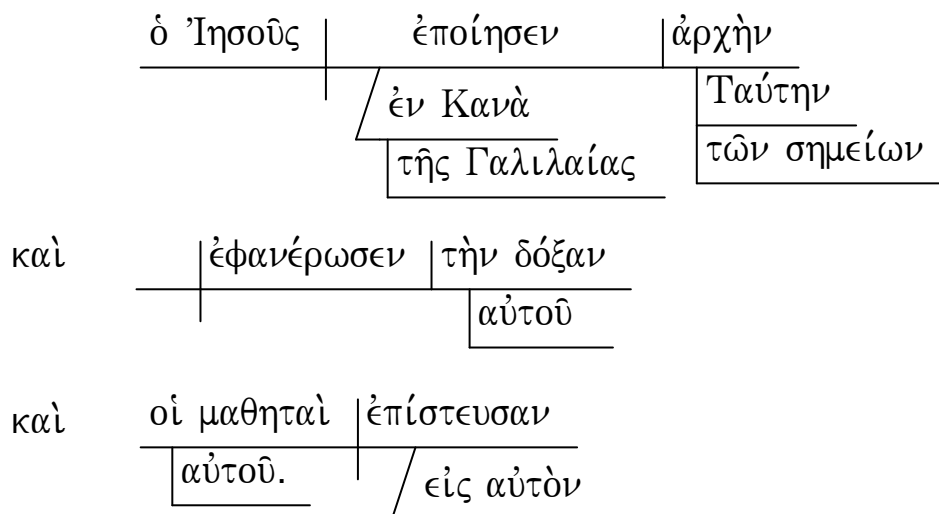 ὁ Ἰησοῦς ἐποίησεν ἀρχὴν
ἐν Κανὰ Ταύτην
τῆς Γαλιλαίας τῶν σημείων
καὶ ἐφανέρωσεν τὴν δόξαν
αὐτοῦ
καὶ οἱ μαθηταὶ ἐπίστευσαν
αὐτοῦ. εἰς αὐτὸν